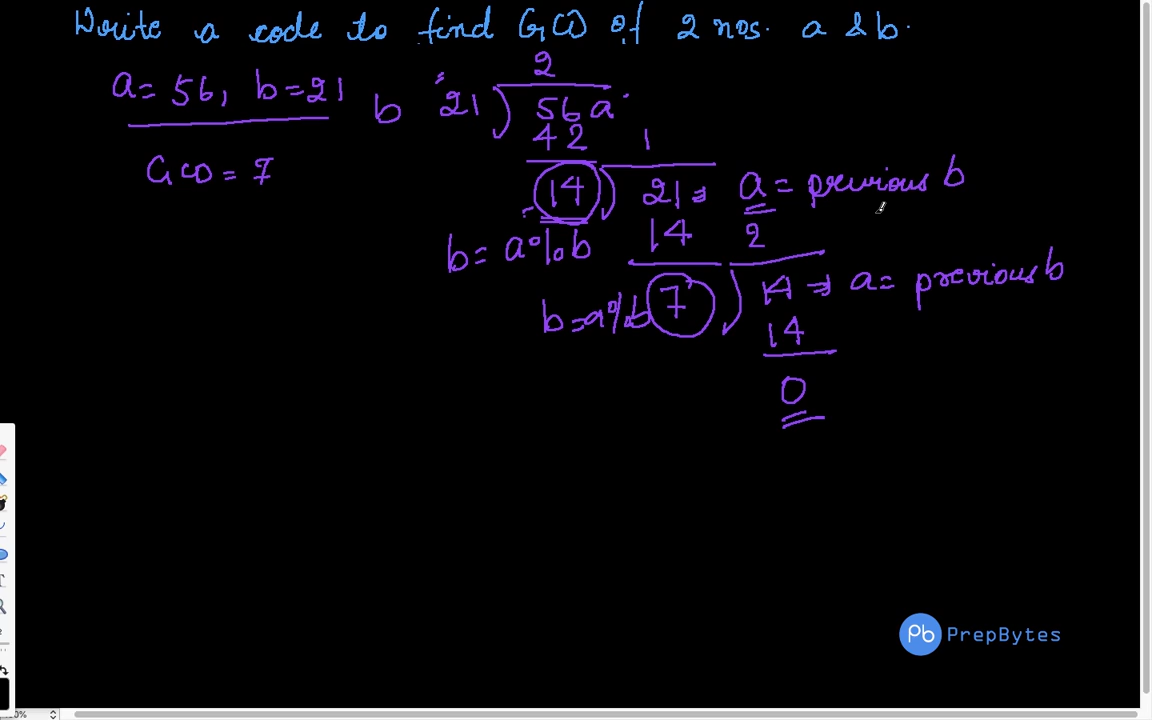 Write a code to find GCD of 2 nos. a & b.
a = 56, b = 21
GCD = 7
2
b 21) 56 a
42 1
14) 21 ⇒ a = previous b
b = a%b 14 2
b = a%b 7) 14 ⇒ a = previous b
14
0
Pb PrepBytes